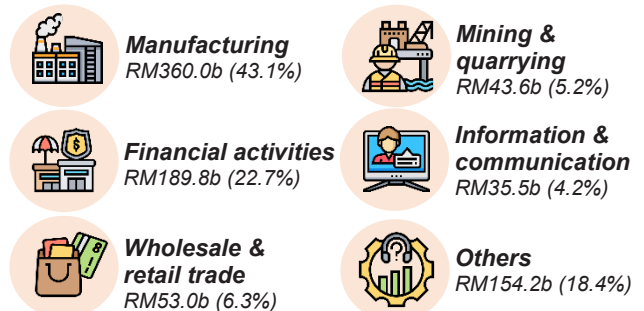 Manufacturing
RM360.0b (43.1%)
Mining &
quarrying
RM43.6b (5.2%)
Financial activities
RM189.8b (22.7%)
Information &
communication
RM35.5b (4.2%)
Wholesale &
retail trade
RM53.0b (6.3%)
Others
RM154.2b (18.4%)